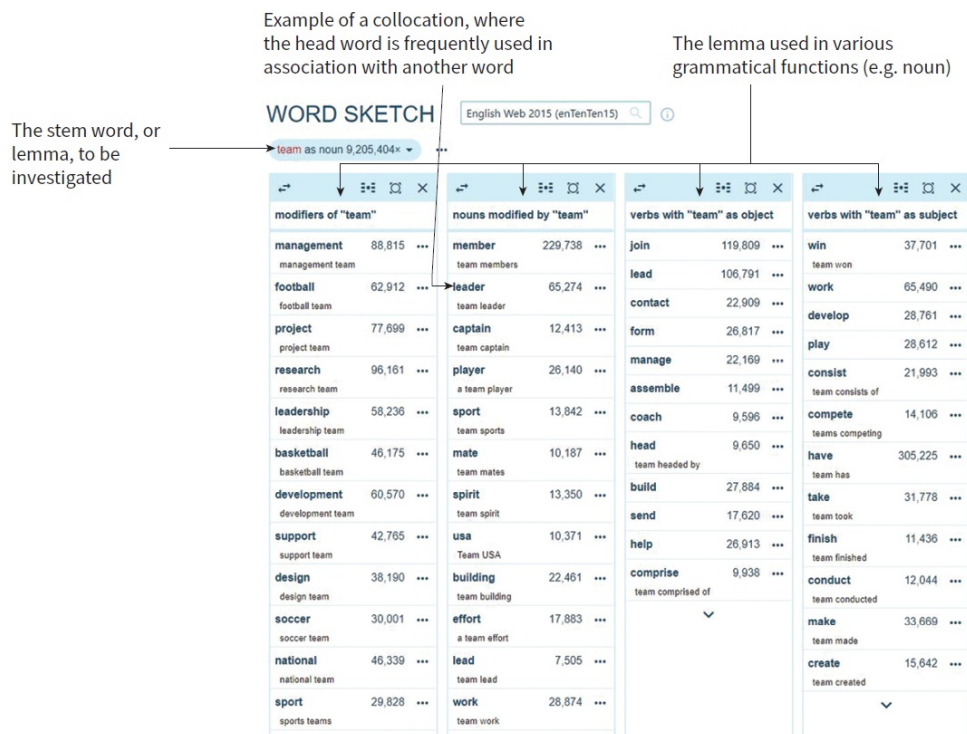 Example of a collocation, where
the head word is frequently used in
association with another word
The lemma used in various
grammatical functions (e.g. noun)
The stem word, or
lemma, to be
investigated
WORD SKETCH
English Web 2015 (enTenTen15)
team as noun 9,205,404×
modifiers of "team"
management 88,815
management team
football 62,912
football team
project 77,699
project team
research 96,161
research team
leadership 58,236
leadership team
basketball 46,175
basketball team
development 60,570
development team
support 42,765
support team
design 38,190
design team
soccer 30,001
soccer team
national 46,339
national team
sport 29,828
sports teams
nouns modified by "team"
member 229,738
team members
leader 65,274
team leader
captain 12,413
team captain
player 26,140
a team player
sport 13,842
team sports
mate 10,187
team mates
spirit 13,350
team spirit
usa 10,371
Team USA
building 22,461
team building
effort 17,883
a team effort
lead 7,505
team lead
work 28,874
team work
verbs with "team" as object
join 119,809
lead 106,791
contact 22,909
form 26,817
manage 22,169
assemble 11,499
coach 9,596
head 9,650
team headed by
build 27,884
send 17,620
help 26,913
comprise 9,938
team comprised of
verbs with "team" as subject
win 37,701
team won
work 65,490
develop 28,761
play 28,612
consist 21,993
team consists of
compete 14,106
teams competing
have 305,225
team has
take 31,778
team took
finish 11,436
team finished
conduct 12,044
team conducted
make 33,669
team made
create 15,642
team created